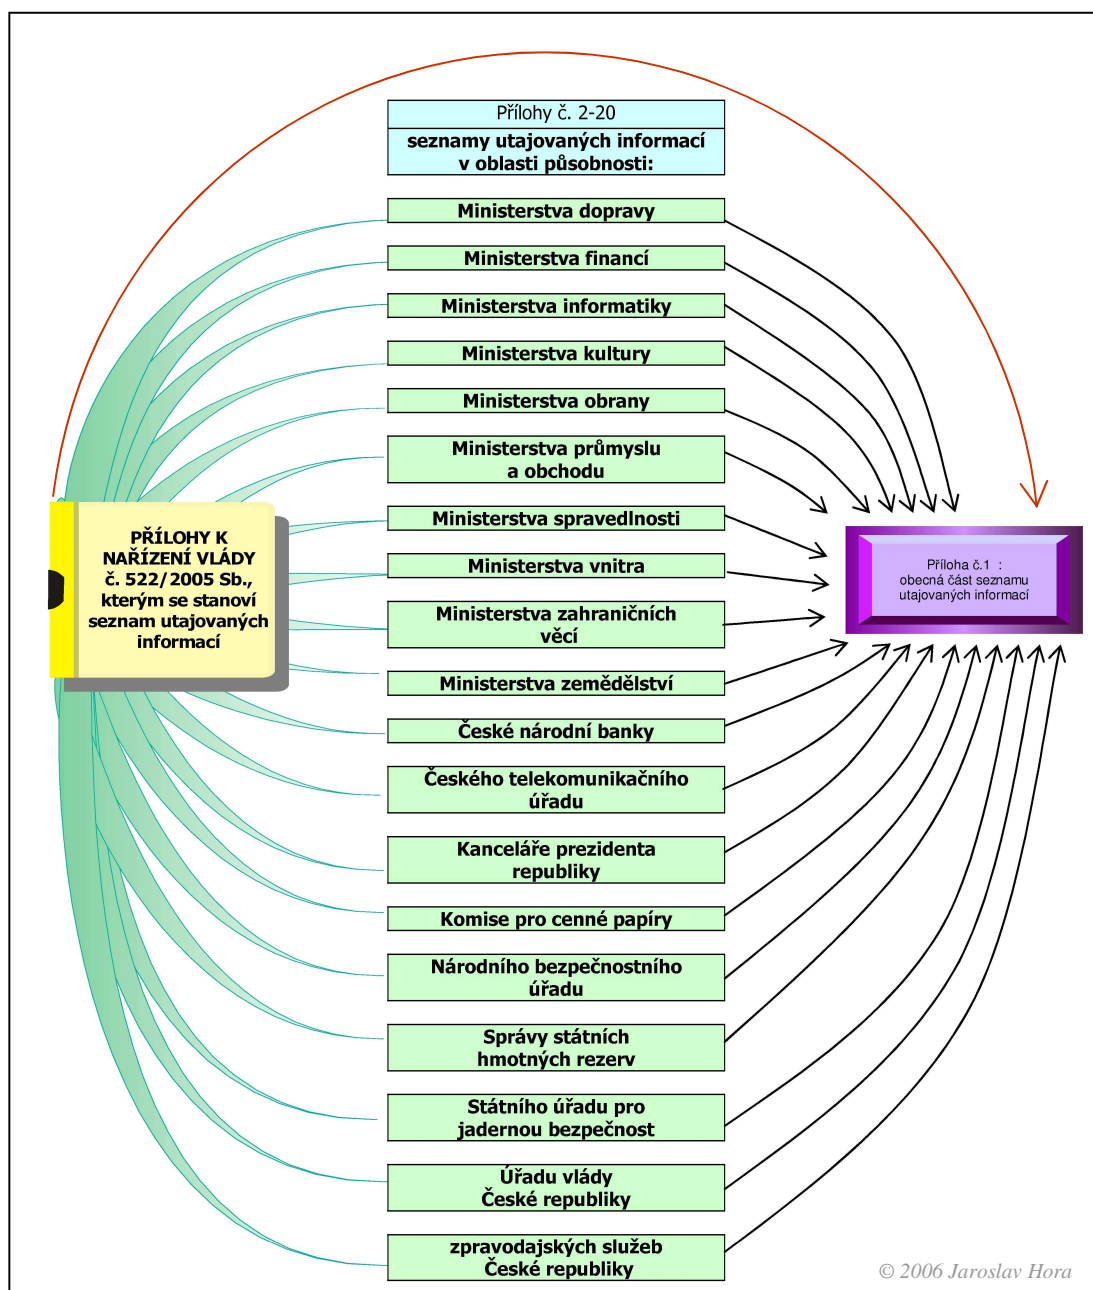 Přílohy č. 2-20
seznamy utajovaných informací
v oblasti působnosti:
Ministerstva dopravy
Ministerstva financí
Ministerstva informatiky
Ministerstva kultury
Ministerstva obrany
Ministerstva průmyslu
a obchodu
Ministerstva spravedlnosti
Ministerstva vnitra
Ministerstva zahraničních
věcí
Ministerstva zemědělství
České národní banky
Českého telekomunikačního
úřadu
Kanceláře prezidenta
republiky
Komise pro cenné papíry
Národního bezpečnostního
úřadu
Správy státních
hmotných rezerv
Státního úřadu pro
jadernou bezpečnost
Úřadu vlády
České republiky
zpravodajských služeb
České republiky
PŘÍLOHY K
NAŘÍZENÍ VLÁDY
č. 522/2005 Sb.,
kterým se stanoví
seznam utajovaných
informací
Příloha č.1 :
obecná část seznamu
utajovaných informací
© 2006 Jaroslav Hora